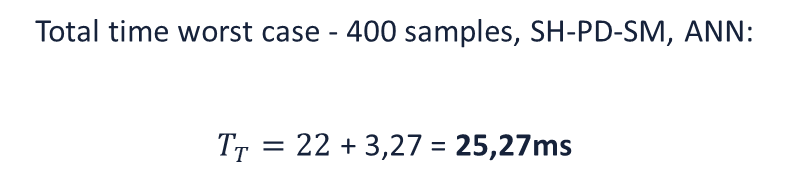 Total time worst case - 400 samples, SH-PD-SM, ANN:
T_T = 22 + 3,27 = 25,27ms